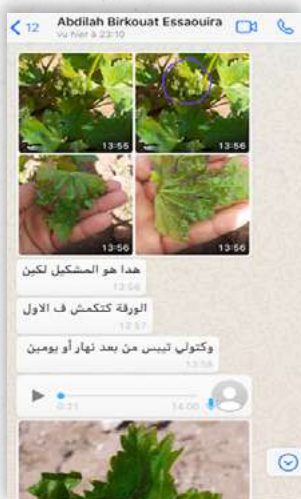 12
Abdilah Birkouat Essaouira
vu hier à 23:10
13:56
13:56
13:56
13:56
هدا هو المشكيل لكين
13:56
الورقة كتكمش ف الاول
13:57
وكتولي تيبس من بعد نهار أو يومين
13:58
0:21
14:00